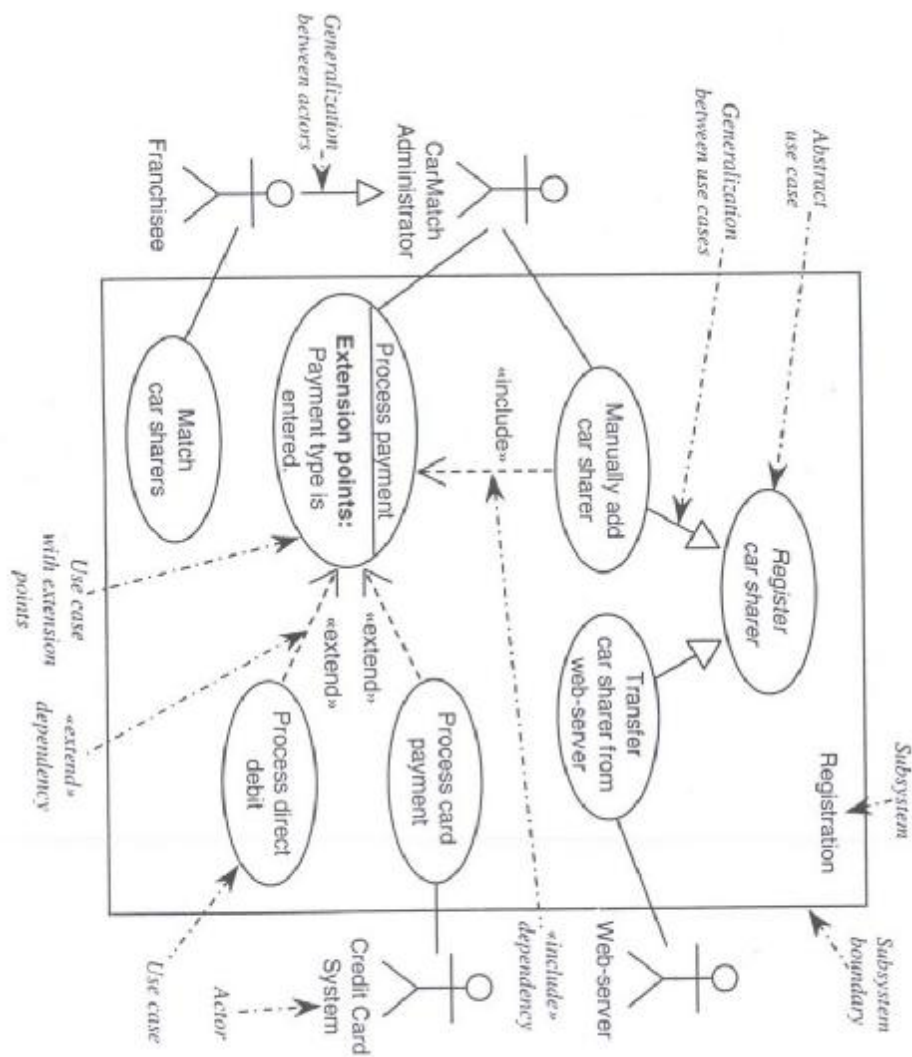 Abstract
use case
Generalization
between use cases
Subsystem
Subsystem
boundary
Registration
Register
car sharer
Manually add
car sharer
Transfer
car sharer from
web-server
Web-server
CarMatch
Administrator
«include»
«include»
dependency
Generalization
between actors
Process payment
Extension points:
Payment type is
entered.
«extend»
«extend»
Process card
payment
Credit Card
System
Process direct
debit
Franchisee
Match
car sharers
Use case
with extension
points
«extend»
dependency
Use case
Actor